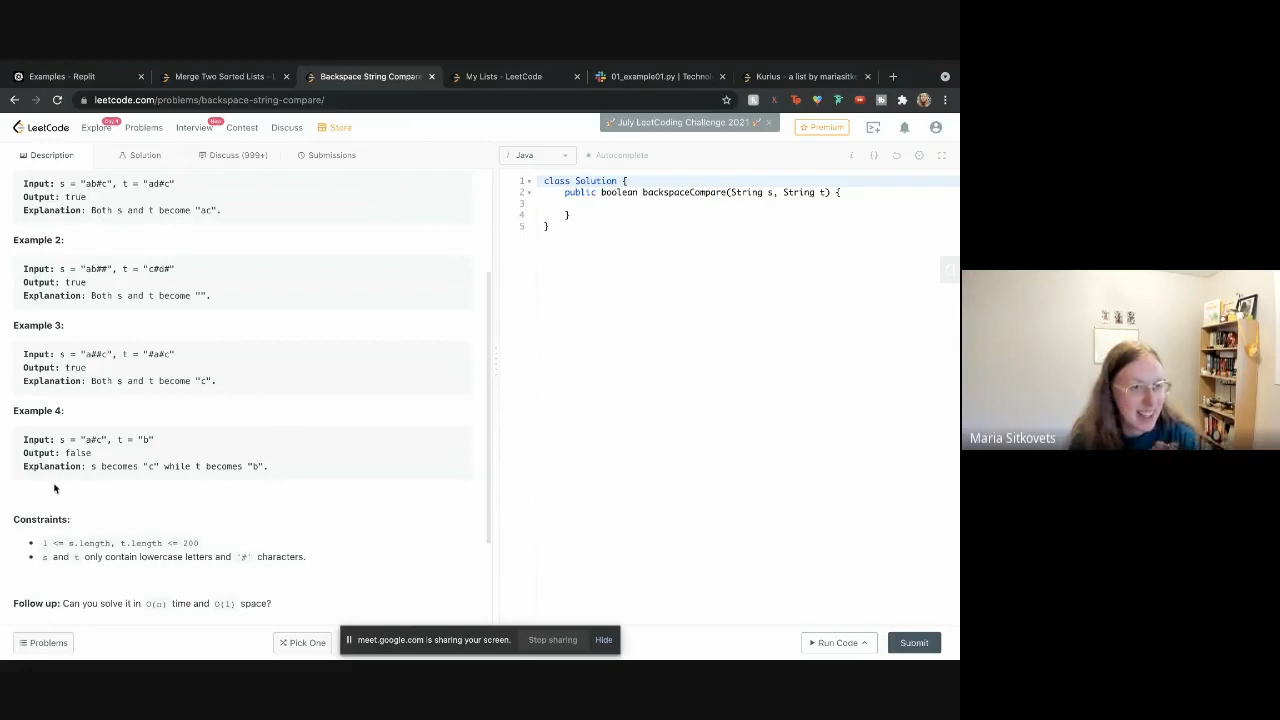 Examples - Replit
Merge Two Sorted Lists - L
Backspace String Compare
My Lists - LeetCode
01_example01.py | Technolo
Kurius - a list by mariasitk
leetcode.com/problems/backspace-string-compare/
LeetCode
Explore
Day 4
Problems
Interview
New
Contest
Discuss
Store
July LeetCoding Challenge 2021
Premium
Description
Solution
Discuss (999+)
Submissions
Java
Autocomplete
Input: s = "ab#c", t = "ad#c"
Output: true
Explanation: Both s and t become "ac".
Example 2:
Input: s = "ab##", t = "c#d#"
Output: true
Explanation: Both s and t become "".
Example 3:
Input: s = "a##c", t = "#a#c"
Output: true
Explanation: Both s and t become "c".
Example 4:
Input: s = "a#c", t = "b"
Output: false
Explanation: s becomes "c" while t becomes "b".
Constraints:
1 <= s.length, t.length <= 200
s and t only contain lowercase letters and '#' characters.
Follow up: Can you solve it in O(n) time and O(1) space?
1 class Solution {
2 public boolean backspaceCompare(String s, String t) {
3
4 }
5 }
Problems
Pick One
meet.google.com is sharing your screen.
Stop sharing
Hide
Run Code
Submit
Maria Sitkovets